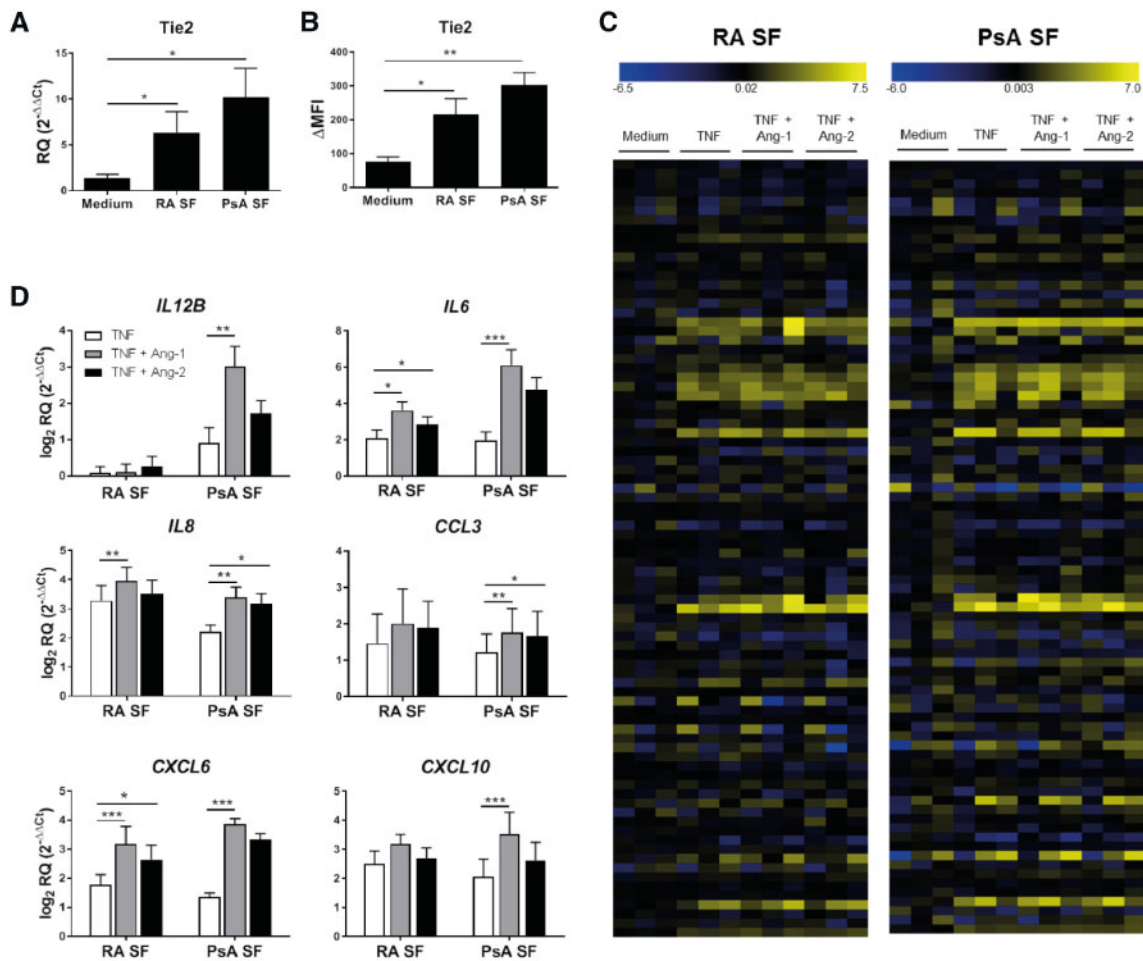 A
Tie2
RQ (2^-ΔΔCt)
15
10
5
0
*
*
Medium
RA SF
PsA SF
B
Tie2
ΔMFI
400
300
200
100
0
**
*
Medium
RA SF
PsA SF
C
RA SF
-6.5
0.02
7.5
Medium
TNF
TNF +
Ang-1
TNF +
Ang-2
PsA SF
-6.0
0.003
7.0
Medium
TNF
TNF +
Ang-1
TNF +
Ang-2
D
IL12B
log2 RQ (2^-ΔΔCt)
4
3
2
1
0
TNF
TNF + Ang-1
TNF + Ang-2
**
RA SF
PsA SF
IL6
8
6
4
2
0
*
*
***
RA SF
PsA SF
IL8
log2 RQ (2^-ΔΔCt)
5
4
3
2
1
0
**
*
**
RA SF
PsA SF
CCL3
4
3
2
1
0
*
**
RA SF
PsA SF
CXCL6
log2 RQ (2^-ΔΔCt)
5
4
3
2
1
0
*
***
***
RA SF
PsA SF
CXCL10
5
4
3
2
1
0
***
RA SF
PsA SF